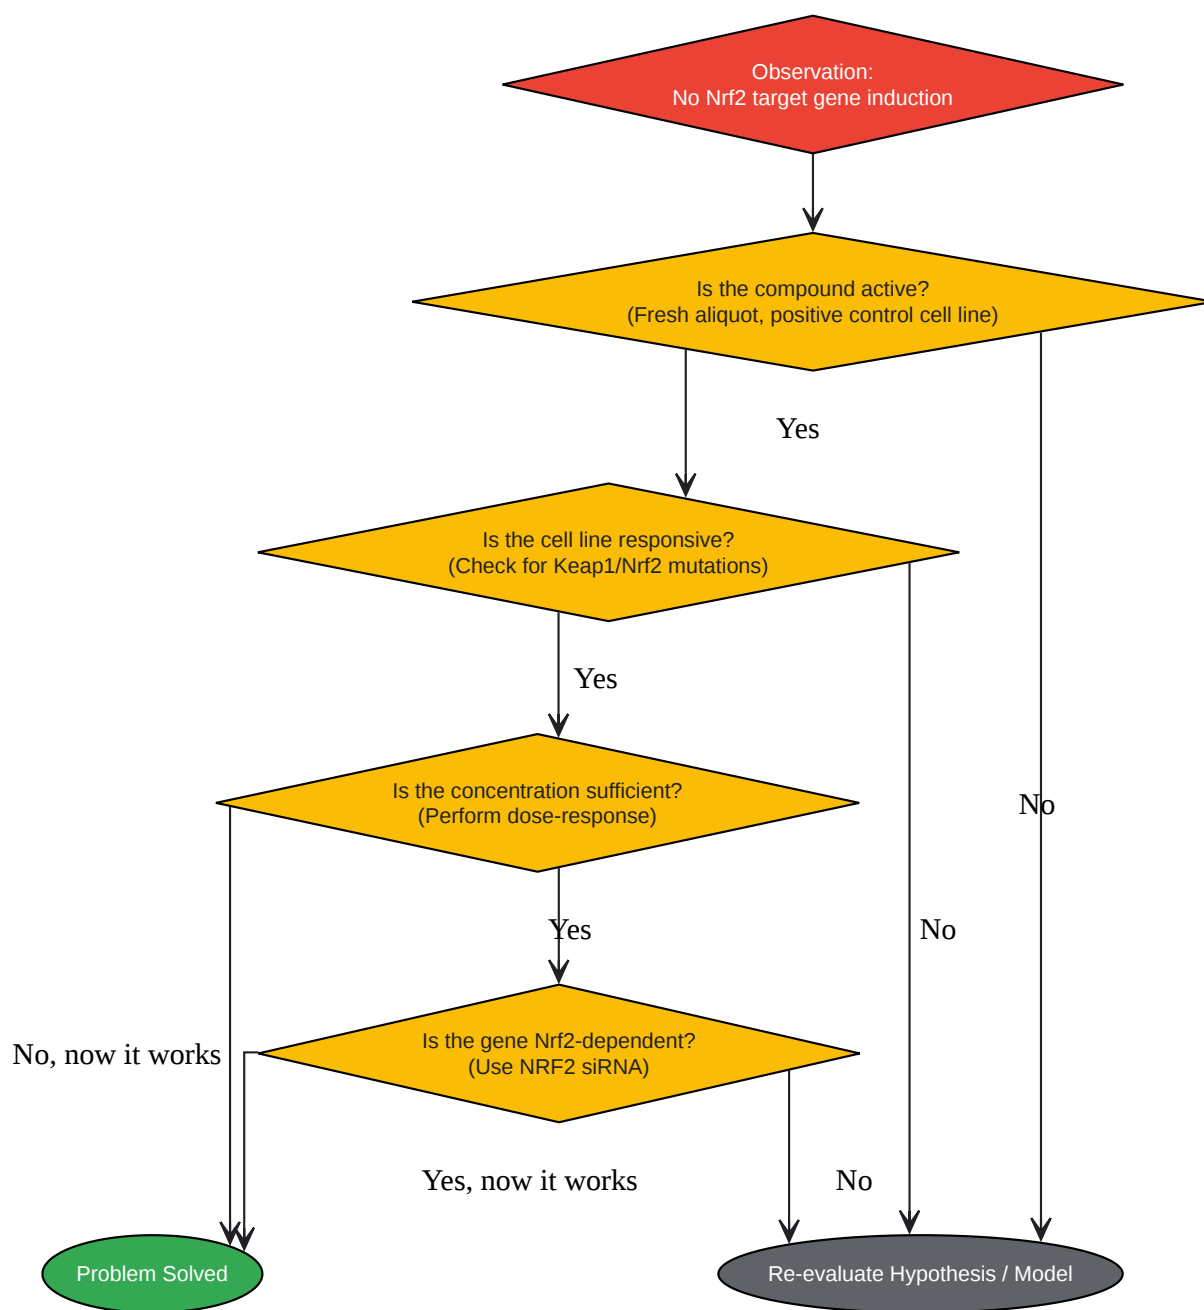 Observation:
No Nrf2 target gene induction
Is the compound active?
(Fresh aliquot, positive control cell line)
Yes
Is the cell line responsive?
(Check for Keap1/Nrf2 mutations)
Yes
Is the concentration sufficient?
(Perform dose-response)
No
Yes
No
Is the gene Nrf2-dependent?
(Use NRF2 siRNA)
No, now it works
Yes, now it works
No
Problem Solved
Re-evaluate Hypothesis / Model